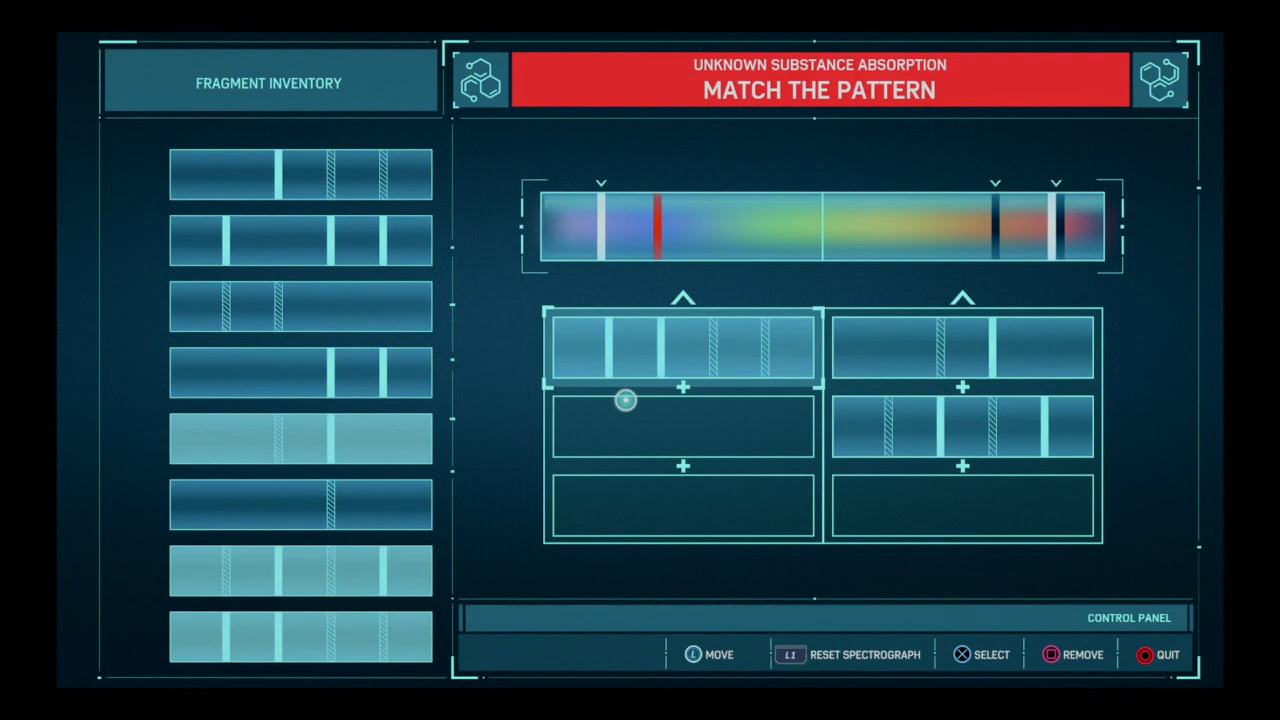 FRAGMENT INVENTORY
UNKNOWN SUBSTANCE ABSORPTION
MATCH THE PATTERN
CONTROL PANEL
L MOVE
L1 RESET SPECTROGRAPH
SELECT
REMOVE
QUIT